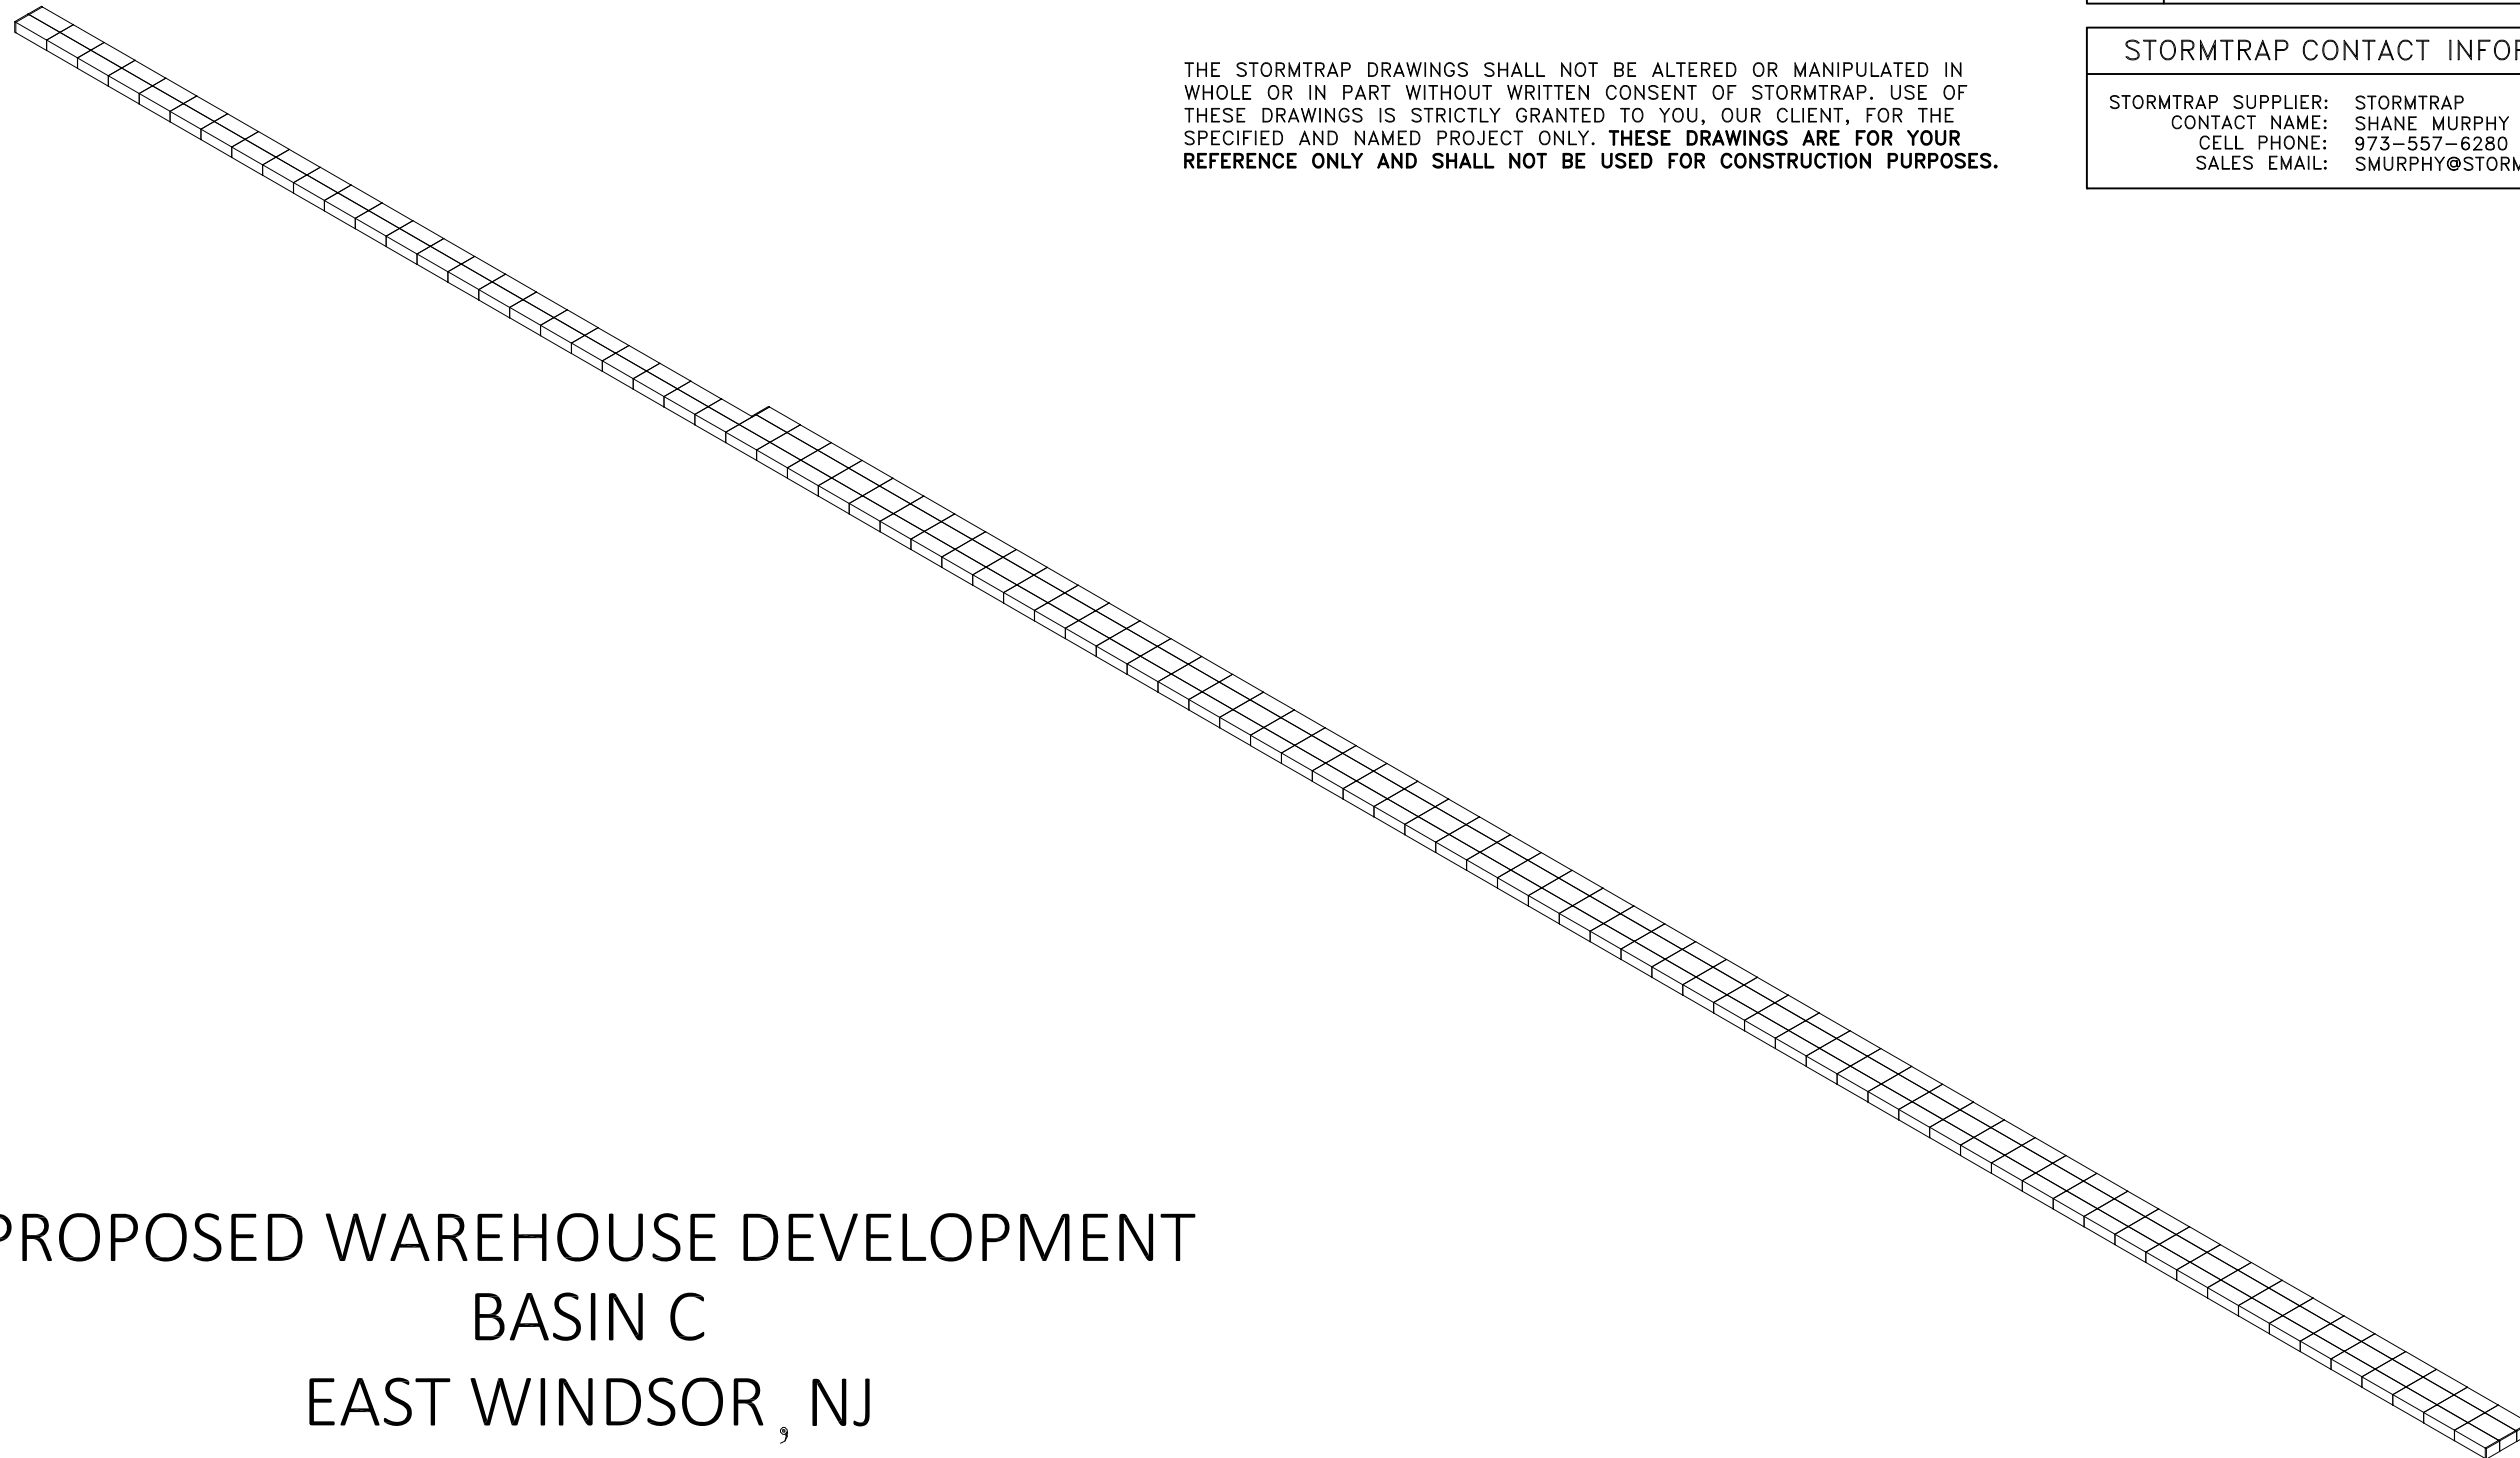 THE STORMTRAP DRAWINGS SHALL NOT BE ALTERED OR MANIPULATED IN
WHOLE OR IN PART WITHOUT WRITTEN CONSENT OF STORMTRAP. USE OF
THESE DRAWINGS IS STRICTLY GRANTED TO YOU, OUR CLIENT, FOR THE
SPECIFIED AND NAMED PROJECT ONLY. THESE DRAWINGS ARE FOR YOUR
REFERENCE ONLY AND SHALL NOT BE USED FOR CONSTRUCTION PURPOSES.
STORMTRAP CONTACT
STORMTRAP SUPPLIER: STORMTRAP
CONTACT NAME: SHANE MURPHY
CELL PHONE: 973-557-6280
SALES EMAIL:
PROPOSED WAREHOUSE DEVELOPMENT
BASIN C
EAST WINDSOR, NJ